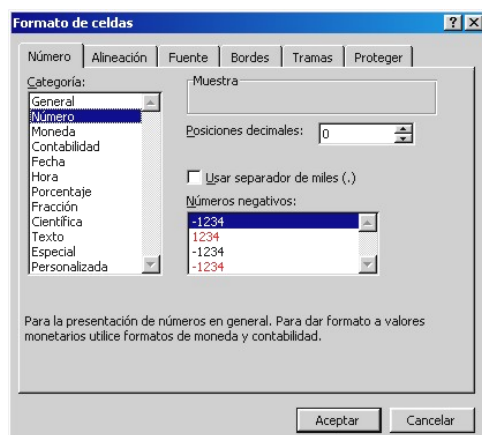 Formato de celdas
Número Alineación Fuente Bordes Tramas Proteger
Categoría:
General
Número
Moneda
Contabilidad
Fecha
Hora
Porcentaje
Fracción
Científica
Texto
Especial
Personalizada
Muestra
Posiciones decimales: 0
Usar separador de miles (.)
Números negativos:
-1234
1234
-1234
-1234
Para la presentación de números en general. Para dar formato a valores
monetarios utilice formatos de moneda y contabilidad.
Aceptar Cancelar